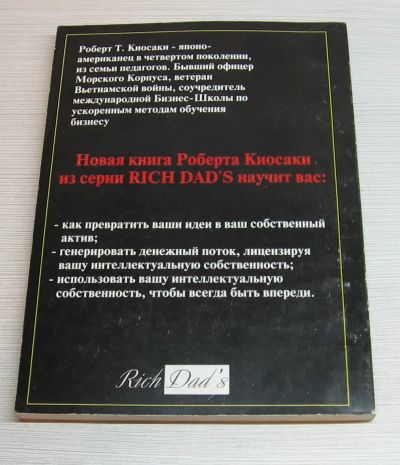 Роберт Т. Киосаки - японо-
американец в четвертом поколении,
из семьи педагогов. Бывший офицер
Морского Корпуса, ветеран
Вьетнамской войны, соучредитель
международной Бизнес-Школы по
ускоренным методам обучения
бизнесу
Новая книга Роберта Киосаки
из серии RICH DAD'S научит вас:
- как превратить ваши идеи в ваш собственный
актив;
- генерировать денежный поток, лицензируя
вашу интеллектуальную собственность;
- использовать вашу интеллектуальную
собственность, чтобы всегда быть впереди.
Rich Dad's